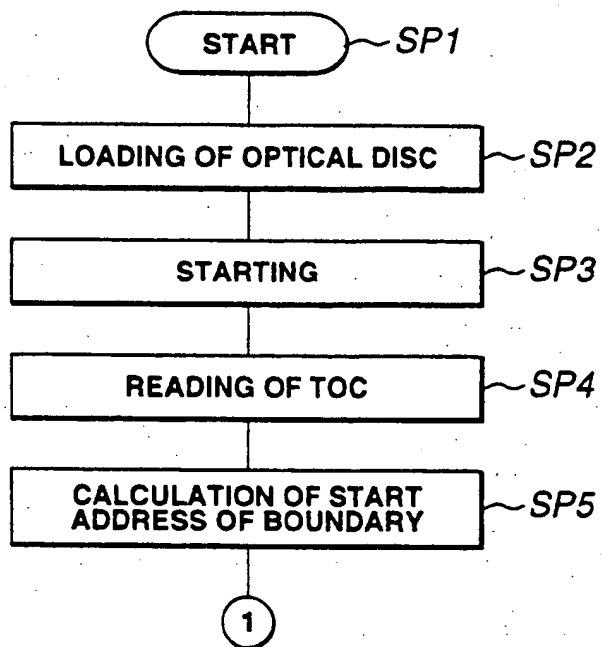 START SP1
LOADING OF OPTICAL DISC SP2
STARTING SP3
READING OF TOC SP4
CALCULATION OF START
ADDRESS OF BOUNDARY SP5
1